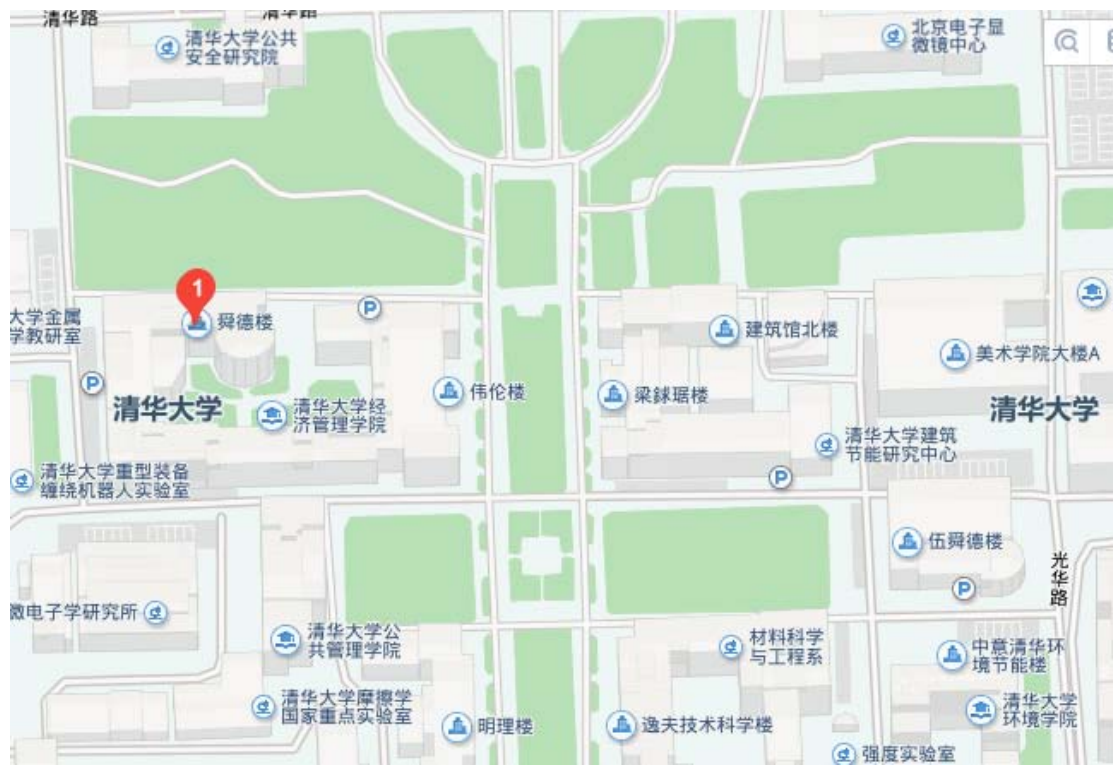 清华路
清华路
清华大学公共
安全研究院
北京电子显
微镜中心
1
舜德楼
P
大学金属
学教研室
建筑馆北楼
美术学院大楼A
P
清华大学
清华大学经
济管理学院
伟伦楼
梁銶琚楼
清华大学
清华大学建筑
节能研究中心
清华大学重型装备
缠绕机器人实验室
P
伍舜德楼
光华路
P
微电子学研究所
清华大学公
共管理学院
材料科学
与工程系
中意清华环
境节能楼
清华大学摩擦学
国家重点实验室
明理楼
逸夫技术科学楼
清华大学
环境学院
强度实验室